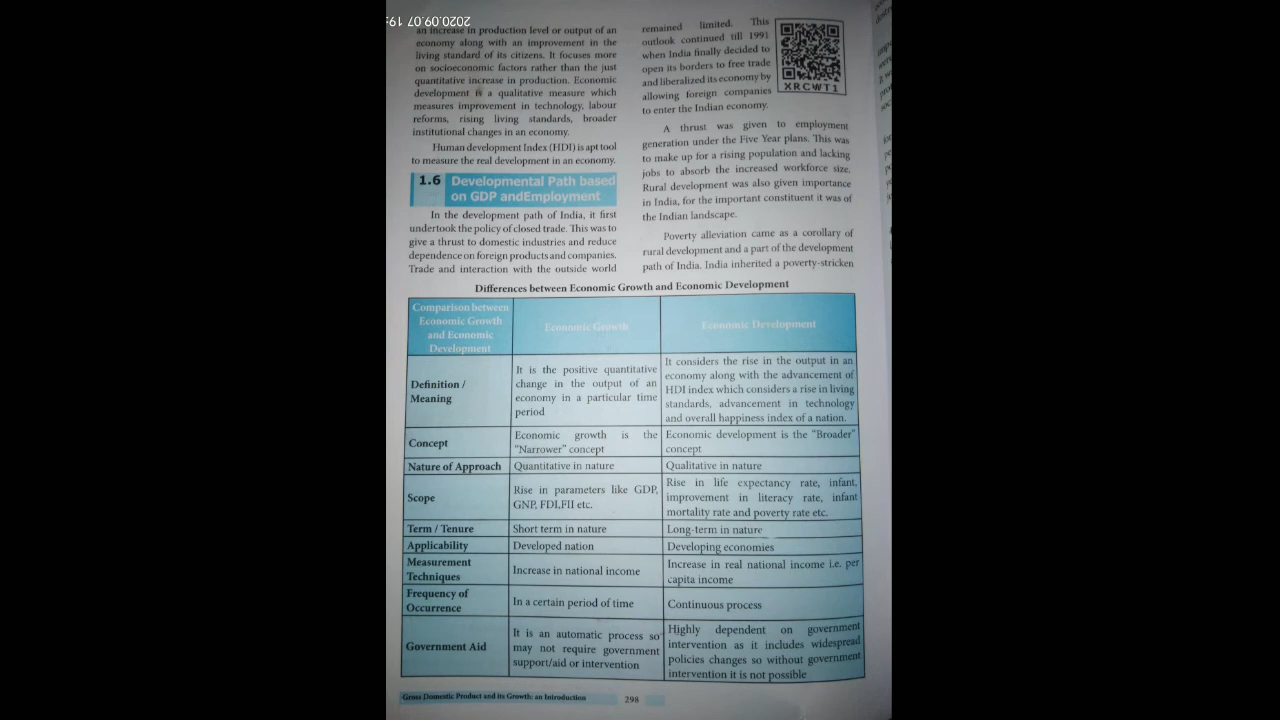 2020.09.07 19:
an increase in production level or output of an
economy along with an improvement in the
living standard of its citizens. It focuses more
on socioeconomic factors rather than the just
quantitative increase in production. Economic
development is a qualitative measure which
measures improvement in technology, labour
reforms, rising living standards, broader
institutional changes in an economy.
Human development Index (HDI) is apt tool
to measure the real development in an economy.
1.6 Developmental Path based
on GDP andEmployment
In the development path of India, it first
undertook the policy of closed trade. This was to
give a thrust to domestic industries and reduce
dependence on foreign products and companies.
Trade and interaction with the outside world
remained limited. This
outlook continued till 1991
when India finally decided to
open its borders to free trade
and liberalized its economy by
allowing foreign companies
to enter the Indian economy.
XRCWT1
A thrust was given to employment
generation under the Five Year plans. This was
to make up for a rising population and lacking
jobs to absorb the increased workforce size.
Rural development was also given importance
in India, for the important constituent it was of
the Indian landscape.
Poverty alleviation came as a corollary of
rural development and a part of the development
path of India. India inherited a poverty-stricken
Differences between Economic Growth and Economic Development
Comparison between
Economic Growth
and Economic
Development
Economic Growth
Economic Development
Definition /
Meaning
It is the positive quantitative
change in the output of an
economy in a particular time
period
It considers the rise in the output in an
economy along with the advancement of
HDI index which considers a rise in living
standards, advancement in technology
and overall happiness index of a nation.
Concept
Economic growth is the
"Narrower" concept
Economic development is the "Broader"
concept
Nature of Approach
Quantitative in nature
Qualitative in nature
Scope
Rise in parameters like GDP,
GNP, FDI,FII etc.
Rise in life expectancy rate, infant,
improvement in literacy rate, infant
mortality rate and poverty rate etc.
Term / Tenure
Short term in nature
Long-term in nature
Applicability
Developed nation
Developing economies
Measurement
Techniques
Increase in national income
Increase in real national income i.e. per
capita income
Frequency of
Occurrence
In a certain period of time
Continuous process
Government Aid
It is an automatic process so
may not require government
support/aid or intervention
Highly dependent on government
intervention as it includes widespread
policies changes so without government
intervention it is not possible
Gross Domestic Product and its Growth: an Introduction
298